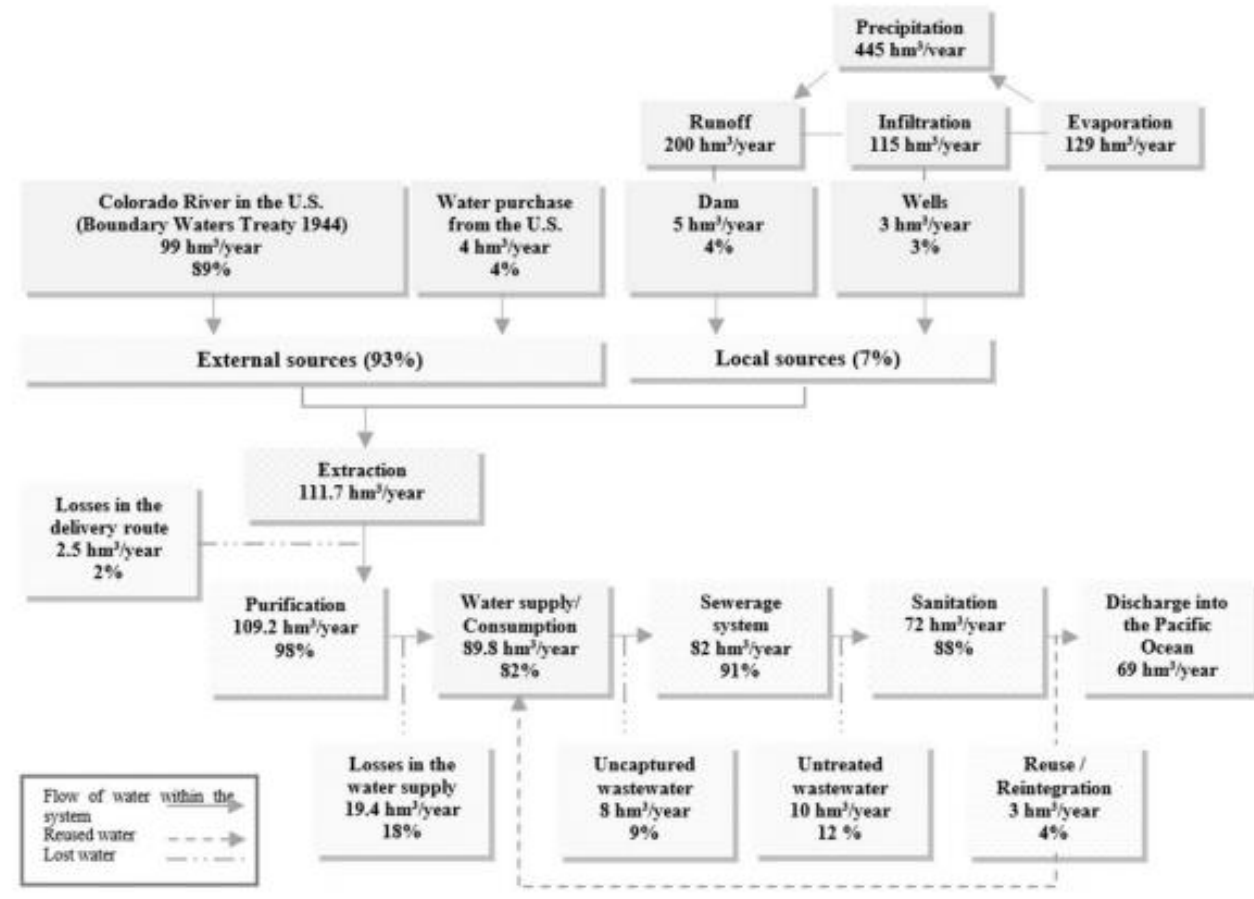 Precipitation
445 hm³/year
Runoff
200 hm³/year
Infiltration
115 hm³/year
Evaporation
129 hm³/year
Colorado River in the U.S.
(Boundary Waters Treaty 1944)
99 hm³/year
89%
Water purchase
from the U.S.
4 hm³/year
4%
Dam
5 hm³/year
4%
Wells
3 hm³/year
3%
External sources (93%)
Local sources (7%)
Extraction
111.7 hm³/year
Losses in the
delivery route
2.5 hm³/year
2%
Purification
109.2 hm³/year
98%
Water supply/
Consumption
89.8 hm³/year
82%
Sewerage
system
82 hm³/year
91%
Sanitation
72 hm³/year
88%
Discharge into
the Pacific
Ocean
69 hm³/year
Losses in the
water supply
19.4 hm³/year
18%
Uncaptured
wastewater
8 hm³/year
9%
Untreated
wastewater
10 hm³/year
12 %
Reuse /
Reintegration
3 hm³/year
4%
Flow of water within the
system
Reused water
Lost water